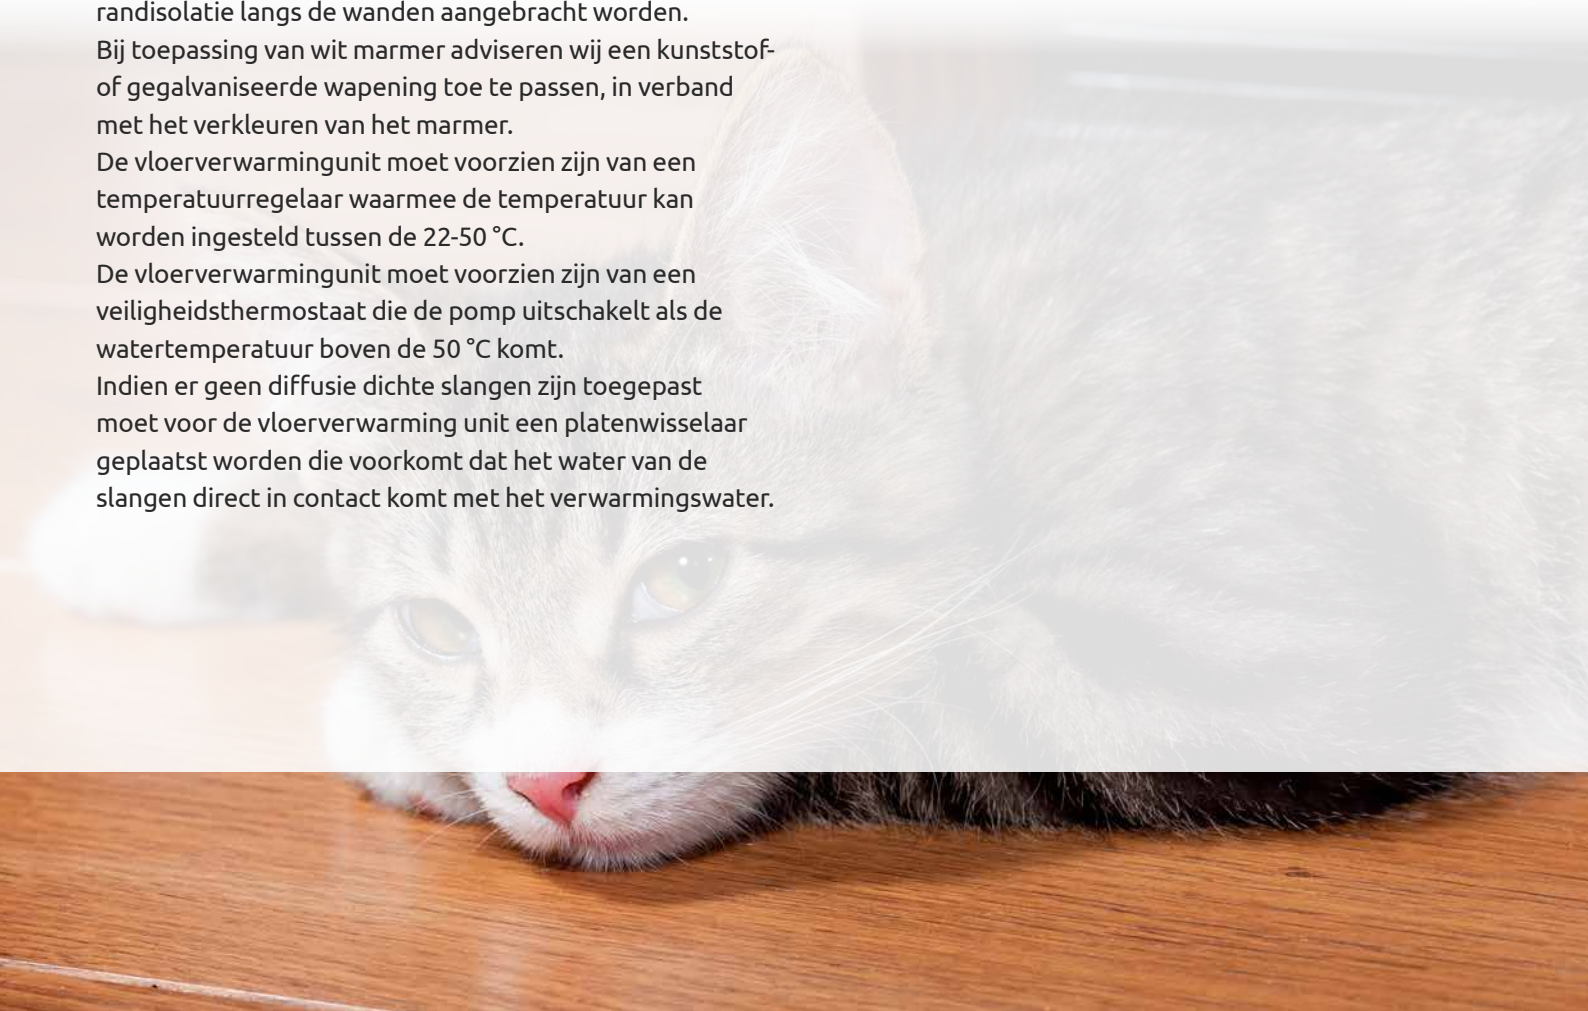 randisolatie langs de wanden aangebracht worden.
Bij toepassing van wit marmer adviseren wij een kunststof-
of gegalvaniseerde wapening toe te passen, in verband
met het verkleuren van het marmer.
De vloerverwarmingunit moet voorzien zijn van een
temperatuurregelaar waarmee de temperatuur kan
worden ingesteld tussen de 22-50 °C.
De vloerverwarmingunit moet voorzien zijn van een
veiligheidsthermostaat die de pomp uitschakelt als de
watertemperatuur boven de 50 °C komt.
Indien er geen diffusie dichte slangen zijn toegepast
moet voor de vloerverwarming unit een platenwisselaar
geplaatst worden die voorkomt dat het water van de
slangen direct in contact komt met het verwarmingswater.